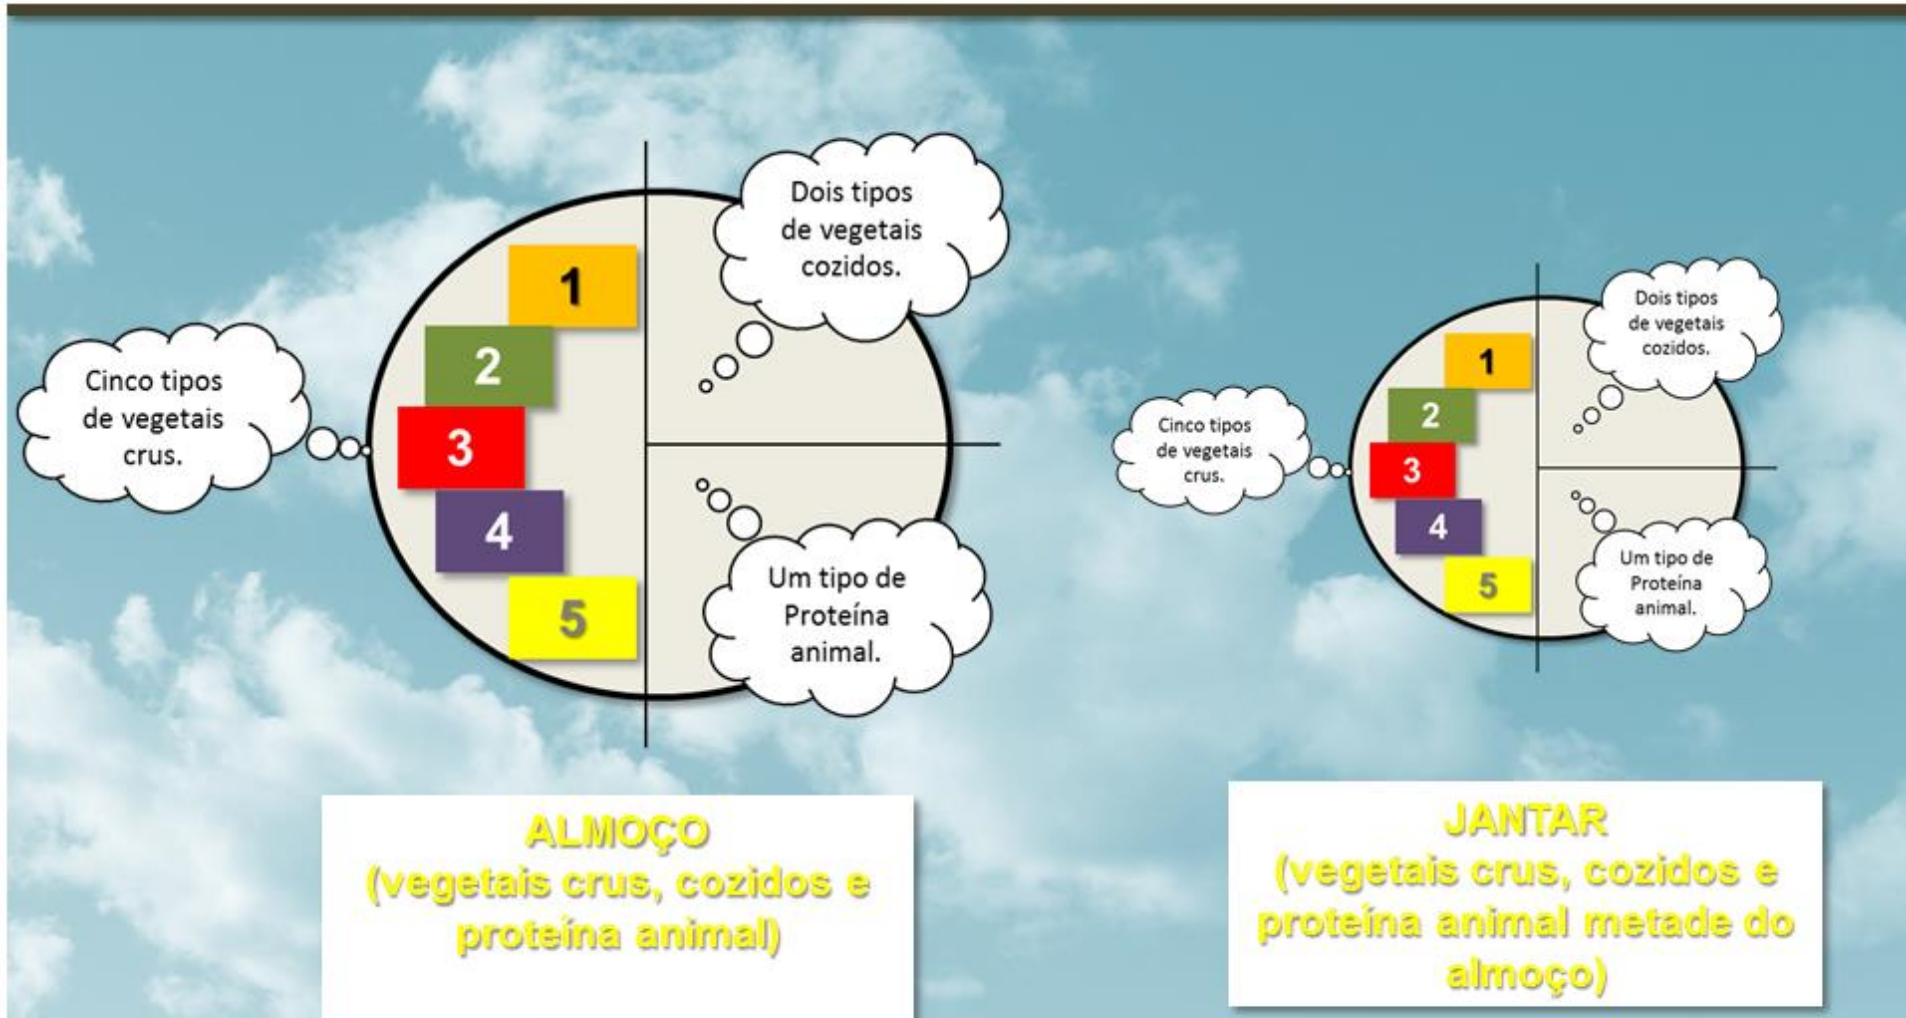 Cinco tipos
de vegetais
crus.
1
2
3
4
5
Dois tipos
de vegetais
cozidos.
Um tipo de
Proteína
animal.
ALMOÇO
(vegetais crus, cozidos e
proteína animal)
Cinco tipos
de vegetais
crus.
1
2
3
4
5
Dois tipos
de vegetais
cozidos.
Um tipo de
Proteína
animal.
JANTAR
(vegetais crus, cozidos e
proteína animal metade do
almoço)